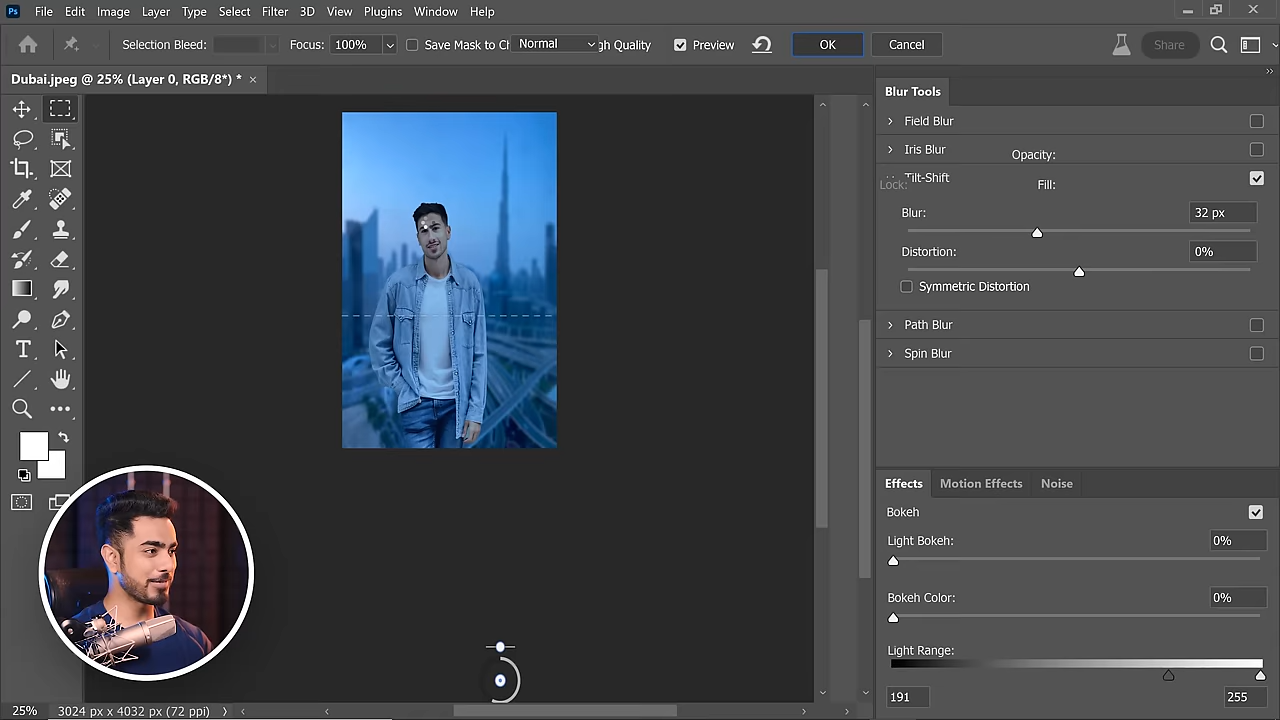 Ps File Edit Image Layer Type Select Filter 3D View Plugins Window Help
Selection Bleed: Focus: 100% Save Mask to Ch Normal gh Quality Preview OK Cancel Share
Dubai.jpeg @ 25% (Layer 0, RGB/8*) * ×
Blur Tools
Field Blur
Iris Blur
Opacity:
Tilt-Shift
Lock: Fill:
Blur: 32 px
Distortion: 0%
Symmetric Distortion
Path Blur
Spin Blur
Effects Motion Effects Noise
Bokeh
Light Bokeh: 0%
Bokeh Color: 0%
Light Range:
191 255
25% 3024 px x 4032 px (72 ppi)